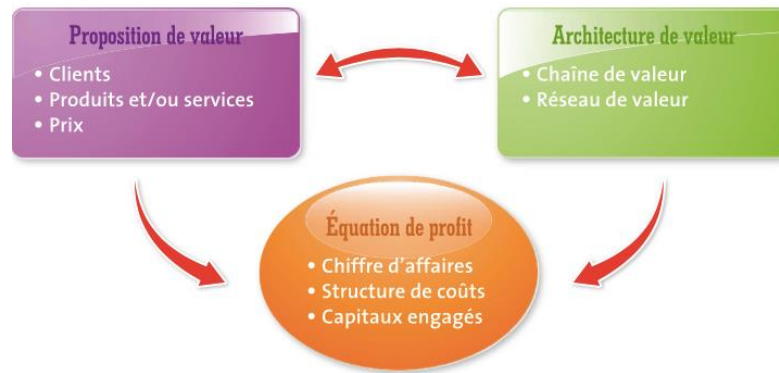 Proposition de valeur
• Clients
• Produits et/ou services
• Prix
Architecture de valeur
• Chaîne de valeur
• Réseau de valeur
Équation de profit
• Chiffre d'affaires
• Structure de coûts
• Capitaux engagés